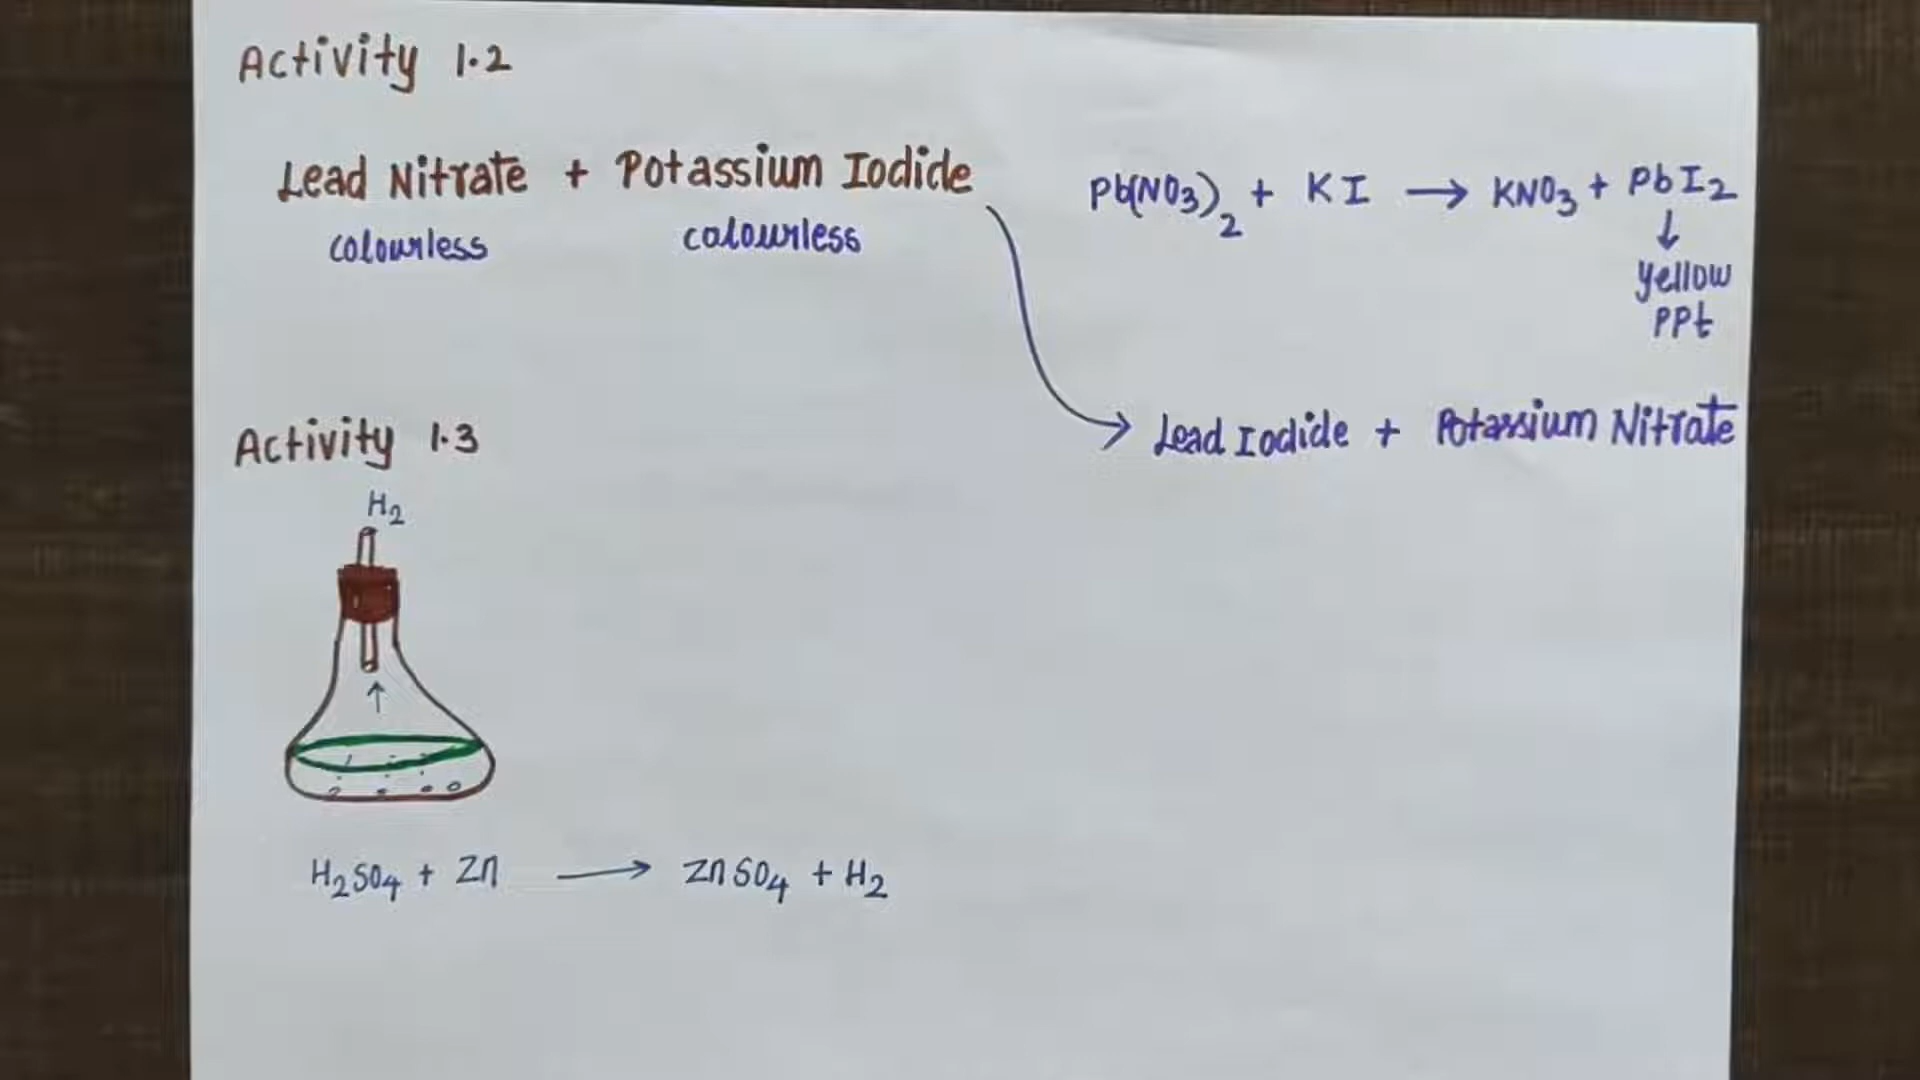 Activity 1.2
Lead Nitrate + Potassium Iodide
colourless colourless
Pb(NO3)2 + KI → KNO3 + PbI2
↓
yellow
PPt
→ Lead Iodide + Potassium Nitrate
Activity 1.3
H2
↑
H2SO4 + Zn → ZnSO4 + H2